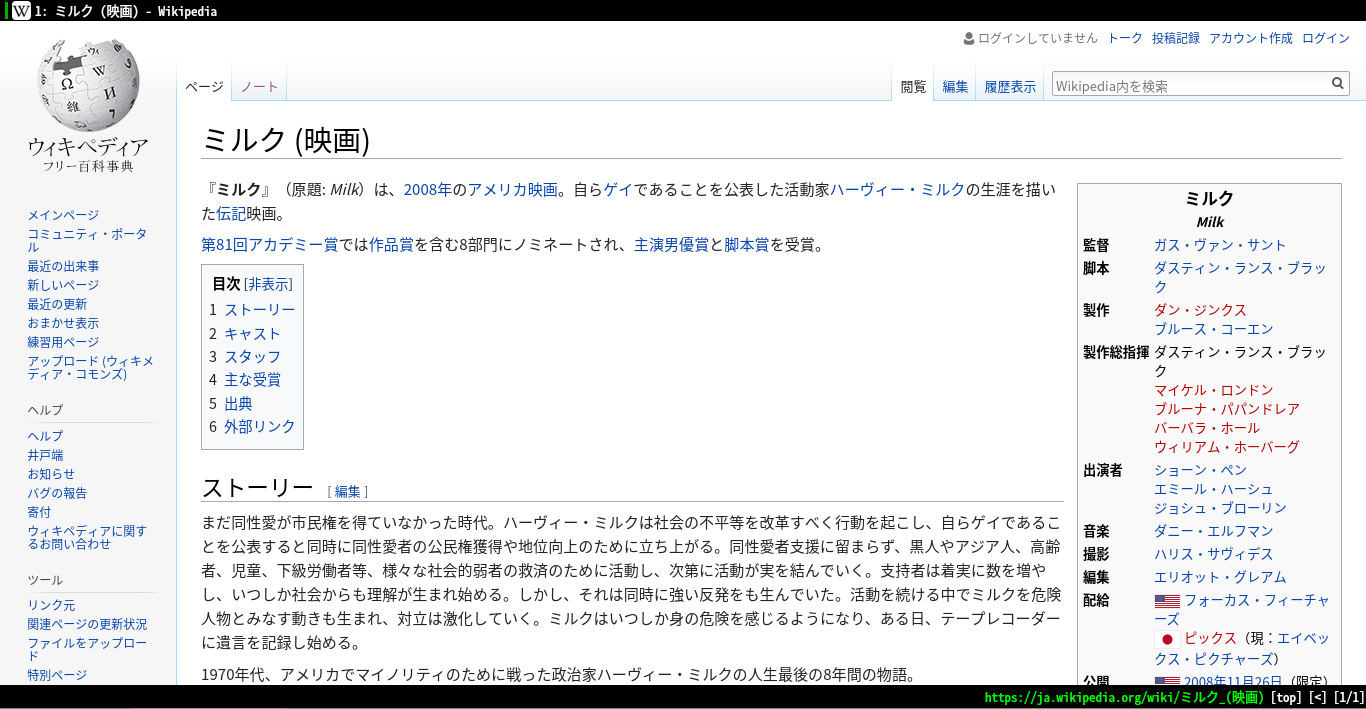 1: ミルク (映画) - Wikipedia
ログインしていません トーク 投稿記録 アカウント作成 ログイン
ページ ノート 閲覧 編集 履歴表示 Wikipedia内を検索
ウィキペディア
フリー百科事典
メインページ
コミュニティ・ポータ
ル
最近の出来事
新しいページ
最近の更新
おまかせ表示
練習用ページ
アップロード (ウィキメ
ディア・コモンズ)
ヘルプ
ヘルプ
井戸端
お知らせ
バグの報告
寄付
ウィキペディアに関す
るお問い合わせ
ツール
リンク元
関連ページの更新状況
ファイルをアップロー
ド
特別ページ
ミルク (映画)
『ミルク』（原題: Milk）は、2008年のアメリカ映画。自らゲイであることを公表した活動家ハーヴィー・ミルクの生涯を描い
た伝記映画。
第81回アカデミー賞では作品賞を含む8部門にノミネートされ、主演男優賞と脚本賞を受賞。
目次 [非表示]
1 ストーリー
2 キャスト
3 スタッフ
4 主な受賞
5 出典
6 外部リンク
ストーリー [ 編集 ]
まだ同性愛が市民権を得ていなかった時代。ハーヴィー・ミルクは社会の不平等を改革すべく行動を起こし、自らゲイであるこ
とを公表すると同時に同性愛者の公民権獲得や地位向上のために立ち上がる。同性愛者支援に留まらず、黒人やアジア人、高齢
者、児童、下級労働者等、様々な社会的弱者の救済のために活動し、次第に活動が実を結んでいく。支持者は着実に数を増や
し、いつしか社会からも理解が生まれ始める。しかし、それは同時に強い反発をも生んでいた。活動を続ける中でミルクを危険
人物とみなす動きも生まれ、対立は激化していく。ミルクはいつしか身の危険を感じるようになり、ある日、テープレコーダー
に遺言を記録し始める。
1970年代、アメリカでマイノリティのために戦った政治家ハーヴィー・ミルクの人生最後の8年間の物語。
ミルク
Milk
監督 ガス・ヴァン・サント
脚本 ダスティン・ランス・ブラッ
ク
製作 ダン・ジンクス
ブルース・コーエン
製作総指揮 ダスティン・ランス・ブラッ
ク
マイケル・ロンドン
ブルーナ・パパンドレア
バーバラ・ホール
ウィリアム・ホーバーグ
出演者 ショーン・ペン
エミール・ハーシュ
ジョシュ・ブローリン
音楽 ダニー・エルフマン
撮影 ハリス・サヴィデス
編集 エリオット・グレアム
配給 フォーカス・フィーチャ
ーズ
ピックス（現：エイベッ
クス・ピクチャーズ）
公開 2008年11月26日（限定）
https://ja.wikipedia.org/wiki/ミルク_(映画) [top] [<] [1/1]